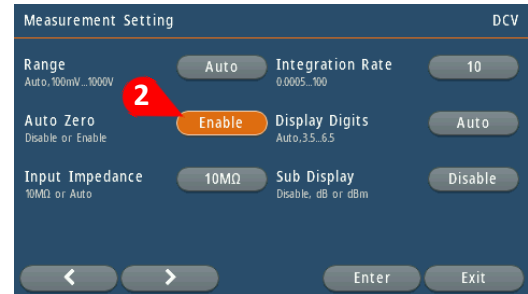 Measurement Setting DCV
Range Auto Integration Rate 10
Auto,100mV...1000V 0.0005...100
2
Auto Zero Enable Display Digits Auto
Disable or Enable Auto,3.5...6.5
Input Impedance 10MΩ Sub Display Disable
10MΩ or Auto Disable, dB or dBm
< > Enter Exit